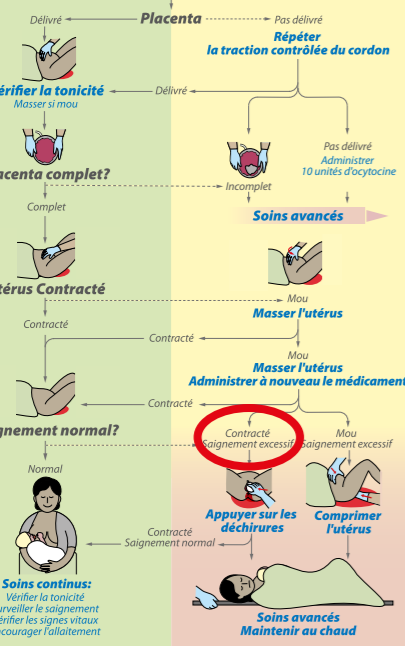 Délivré
Placenta
Pas délivré
Répéter
la traction contrôlée du cordon
érifier la tonicité
Masser si mou
Délivré
Pas délivré
Administrer
10 unités d'ocytocine
acenta complet?
Incomplet
Complet
Soins avancés
térus Contracté
Mou
Masser l'utérus
Contracté
Contracté
Mou
Masser l'utérus
Administrer à nouveau le médicament
Contracté
gnement normal?
Contracté
Saignement excessif
Mou
Saignement excessif
Normal
Appuyer sur les
déchirures
Comprimer
l'utérus
Contracté
Saignement normal
Soins continus:
Vérifier la tonicité
urveiller le saignement
érifier les signes vitaux
ncourager l'allaitement
Soins avancés
Maintenir au chaud